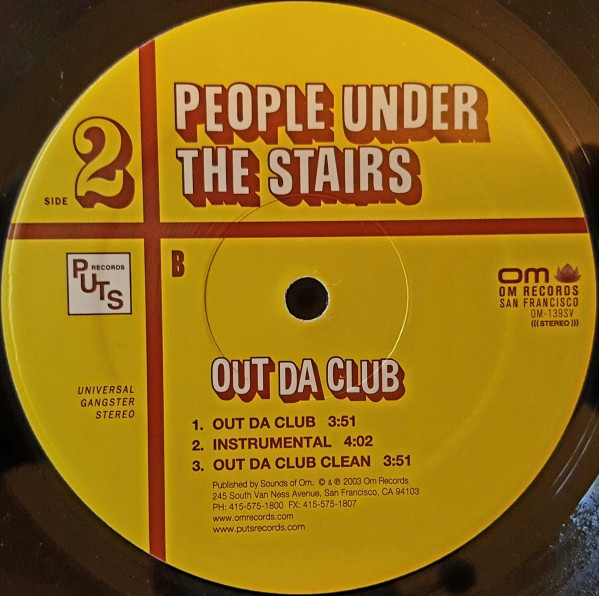 PEOPLE UNDER
THE STAIRS
SIDE 2
PUTS RECORDS
B
OM
OM RECORDS
SAN FRANCISCO
OM-139SV
(((STEREO)))
UNIVERSAL
GANGSTER
STEREO
OUT DA CLUB
1. OUT DA CLUB 3:51
2. INSTRUMENTAL 4:02
3. OUT DA CLUB CLEAN 3:51
Published by Sounds of Om. © & ℗ 2003 Om Records
245 South Van Ness Avenue, San Francisco, CA 94103
PH: 415-575-1800 FX: 415-575-1807
www.omrecords.com
www.putsrecords.com